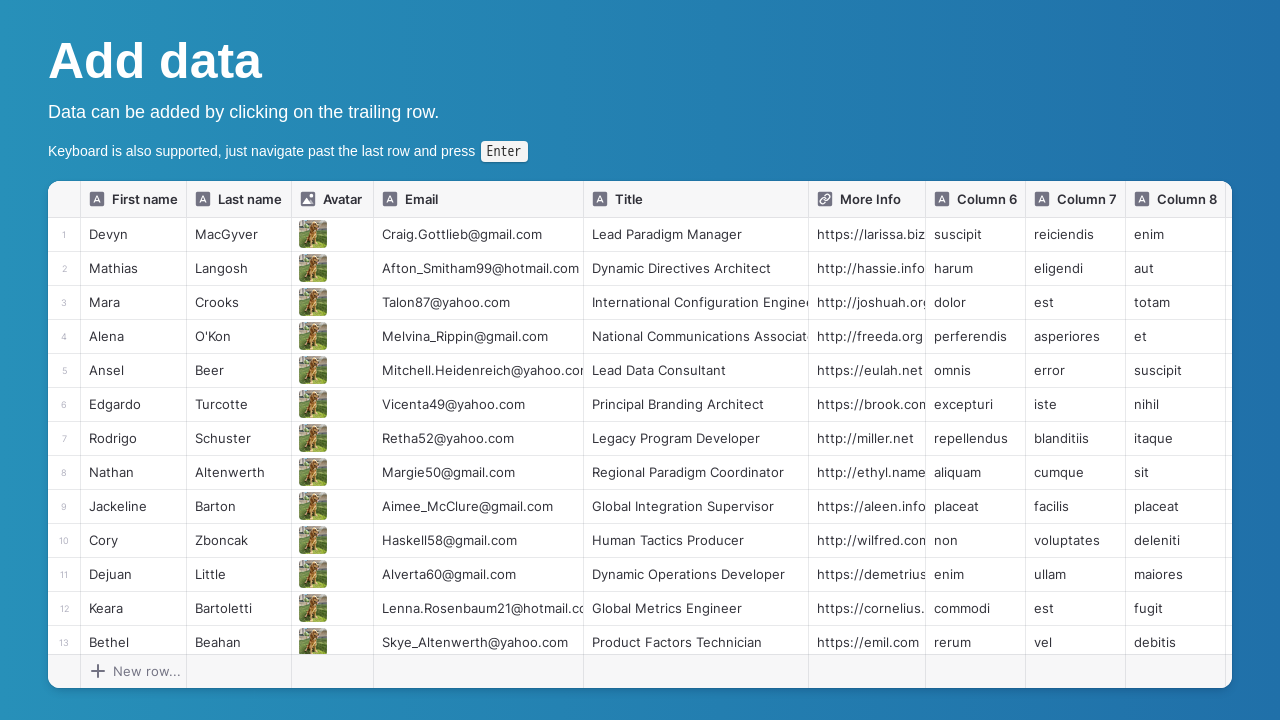 Add data
Data can be added by clicking on the trailing row.
Keyboard is also supported, just navigate past the last row and press Enter
First name Last name Avatar Email Title More Info Column 6 Column 7 Column 8
1 Devyn MacGyver Craig.Gottlieb@gmail.com Lead Paradigm Manager https://larissa.biz suscipit reiciendis enim
2 Mathias Langosh Afton_Smitham99@hotmail.com Dynamic Directives Architect http://hassie.info harum eligendi aut
3 Mara Crooks Talon87@yahoo.com International Configuration Enginee http://joshuah.org dolor est totam
4 Alena O'Kon Melvina_Rippin@gmail.com National Communications Associat http://freeda.org perferendis asperiores et
5 Ansel Beer Mitchell.Heidenreich@yahoo.com Lead Data Consultant https://eulah.net omnis error suscipit
6 Edgardo Turcotte Vicenta49@yahoo.com Principal Branding Architect https://brook.com excepturi iste nihil
7 Rodrigo Schuster Retha52@yahoo.com Legacy Program Developer http://miller.net repellendus blanditiis itaque
8 Nathan Altenwerth Margie50@gmail.com Regional Paradigm Coordinator http://ethyl.name aliquam cumque sit
9 Jackeline Barton Aimee_McClure@gmail.com Global Integration Supervisor https://aleen.info placeat facilis placeat
10 Cory Zboncak Haskell58@gmail.com Human Tactics Producer http://wilfred.com non voluptates deleniti
11 Dejuan Little Alverta60@gmail.com Dynamic Operations Developer https://demetrius enim ullam maiores
12 Keara Bartoletti Lenna.Rosenbaum21@hotmail.co Global Metrics Engineer https://cornelius. commodi est fugit
13 Bethel Beahan Skye_Altenwerth@yahoo.com Product Factors Technician https://emil.com rerum vel debitis
New row...